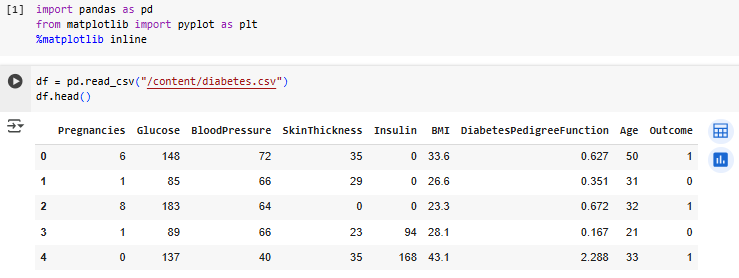 [1] import pandas as pd
from matplotlib import pyplot as plt
%matplotlib inline
df = pd.read_csv("/content/diabetes.csv")
df.head()
Pregnancies Glucose BloodPressure SkinThickness Insulin BMI DiabetesPedigreeFunction Age Outcome
0 6 148 72 35 0 33.6 0.627 50 1
1 1 85 66 29 0 26.6 0.351 31 0
2 8 183 64 0 0 23.3 0.672 32 1
3 1 89 66 23 94 28.1 0.167 21 0
4 0 137 40 35 168 43.1 2.288 33 1